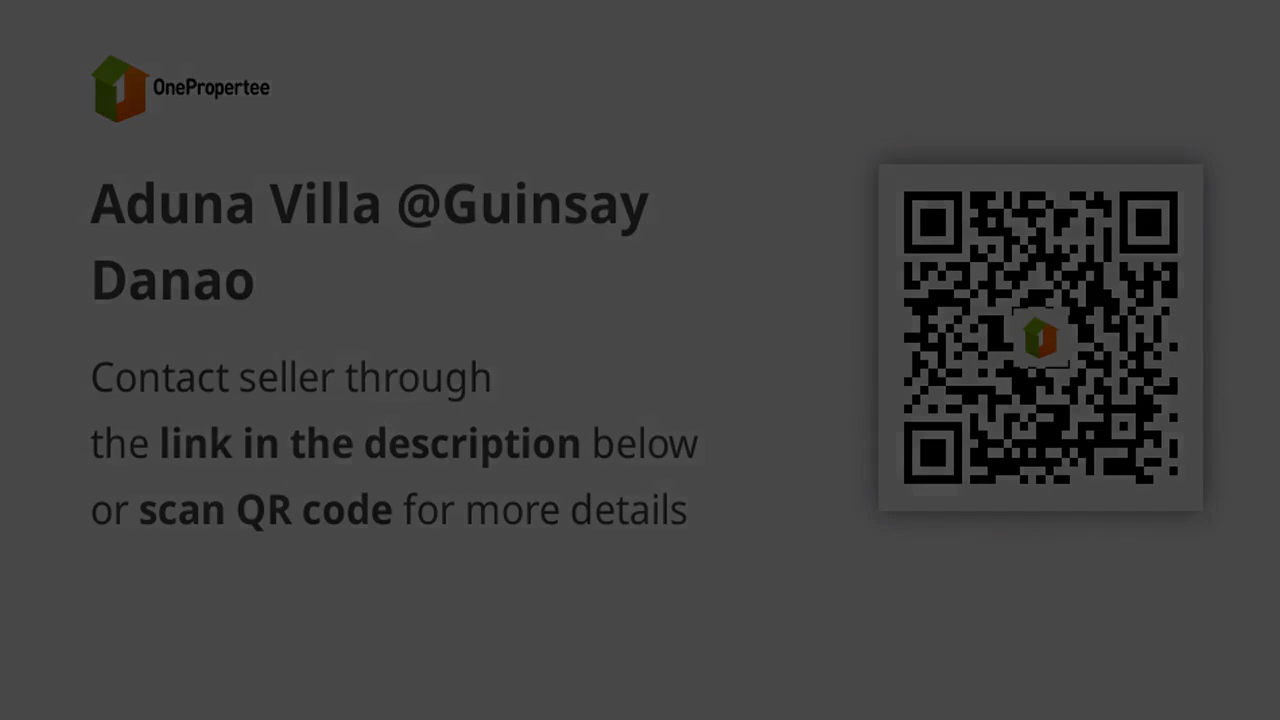 OnePropertee
Aduna Villa @Guinsay
Danao
Contact seller through
the link in the description below
or scan QR code for more details